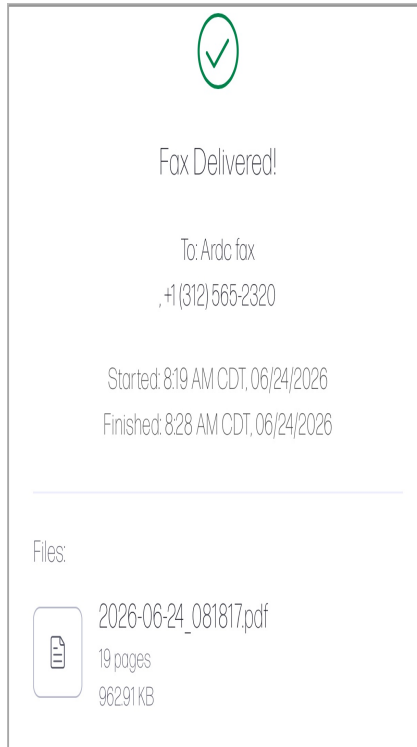 Fax Delivered!
To: Ardc fax
, +1 (312) 565-2320
Started: 8:19 AM CDT, 06/24/2026
Finished: 8:28 AM CDT, 06/24/2026
Files:
2026-06-24_081817.pdf
19 pages
962.91 KB